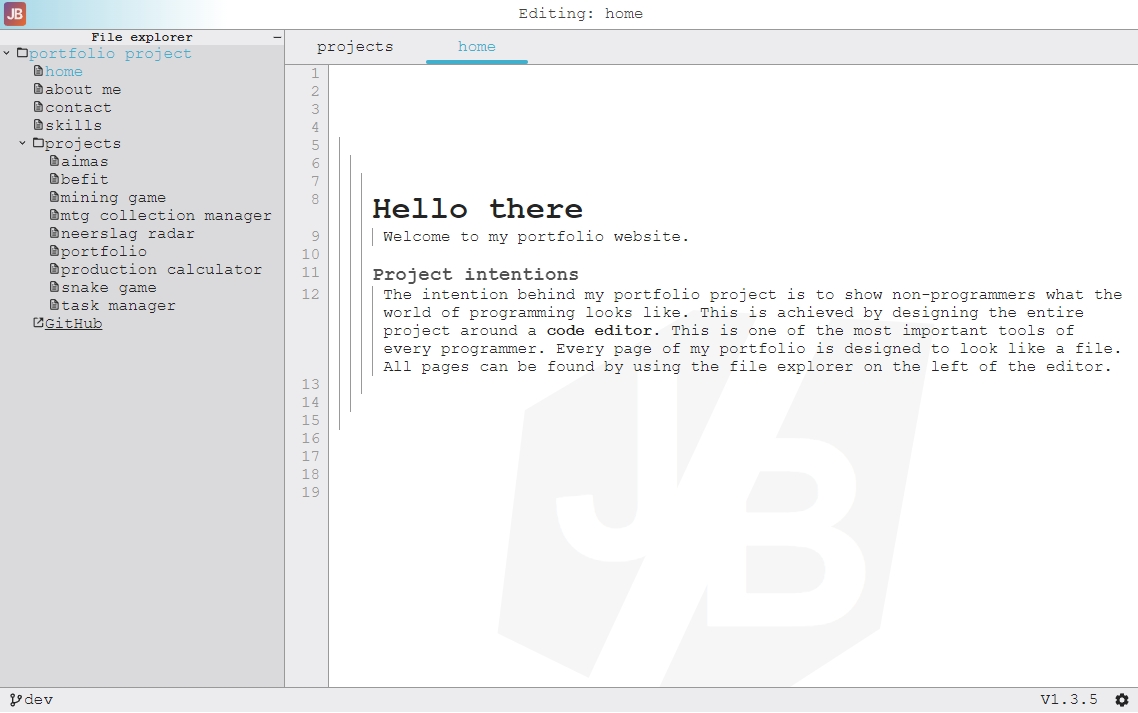 JB
Editing: home
File explorer
portfolio project
home
about me
contact
skills
projects
aimas
befit
mining game
mtg collection manager
neerslag radar
portfolio
production calculator
snake game
task manager
GitHub
projects
home
1
2
3
4
5
6
7
8
Hello there
9
Welcome to my portfolio website.
10
11
Project intentions
12
The intention behind my portfolio project is to show non-programmers what the
world of programming looks like. This is achieved by designing the entire
project around a code editor. This is one of the most important tools of
every programmer. Every page of my portfolio is designed to look like a file.
All pages can be found by using the file explorer on the left of the editor.
13
14
15
16
17
18
19
JB
dev
V1.3.5